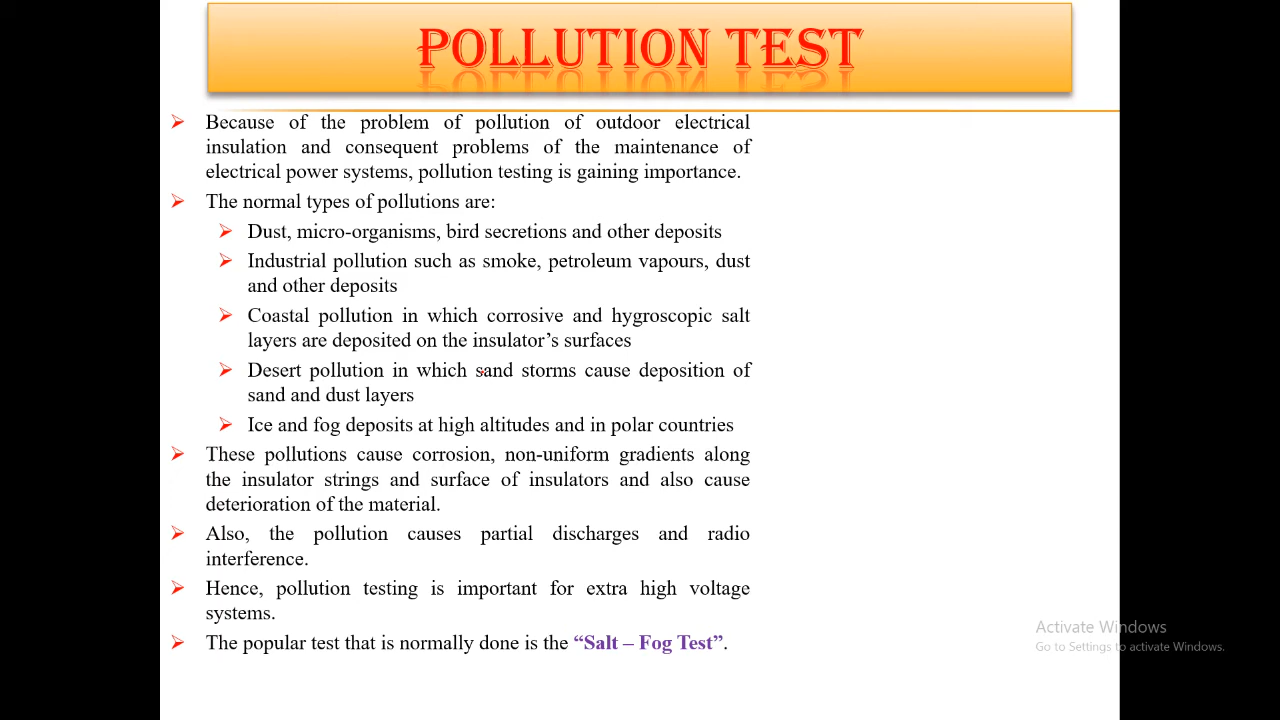 POLLUTION TEST
➢ Because of the problem of pollution of outdoor electrical
insulation and consequent problems of the maintenance of
electrical power systems, pollution testing is gaining importance.
➢ The normal types of pollutions are:
➢ Dust, micro-organisms, bird secretions and other deposits
➢ Industrial pollution such as smoke, petroleum vapours, dust
and other deposits
➢ Coastal pollution in which corrosive and hygroscopic salt
layers are deposited on the insulator’s surfaces
➢ Desert pollution in which sand storms cause deposition of
sand and dust layers
➢ Ice and fog deposits at high altitudes and in polar countries
➢ These pollutions cause corrosion, non-uniform gradients along
the insulator strings and surface of insulators and also cause
deterioration of the material.
➢ Also, the pollution causes partial discharges and radio
interference.
➢ Hence, pollution testing is important for extra high voltage
systems.
➢ The popular test that is normally done is the “Salt – Fog Test”.
Activate Windows
Go to Settings to activate Windows.